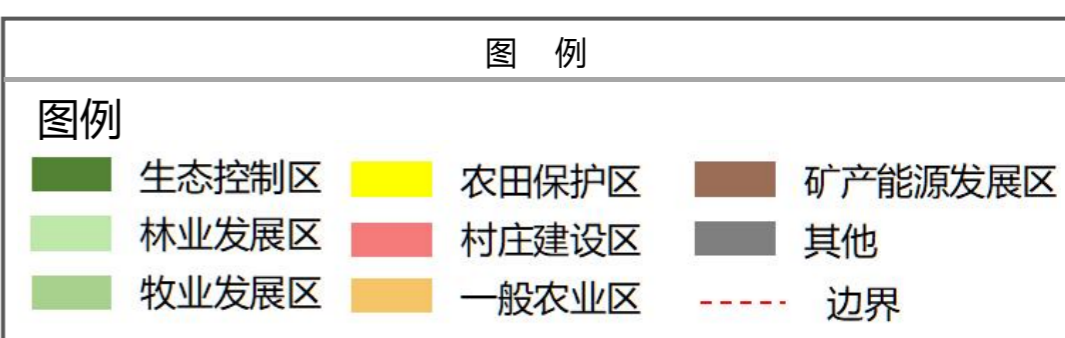 图 例
图例
生态控制区 农田保护区 矿产能源发展区
林业发展区 村庄建设区 其他
牧业发展区 一般农业区 边界